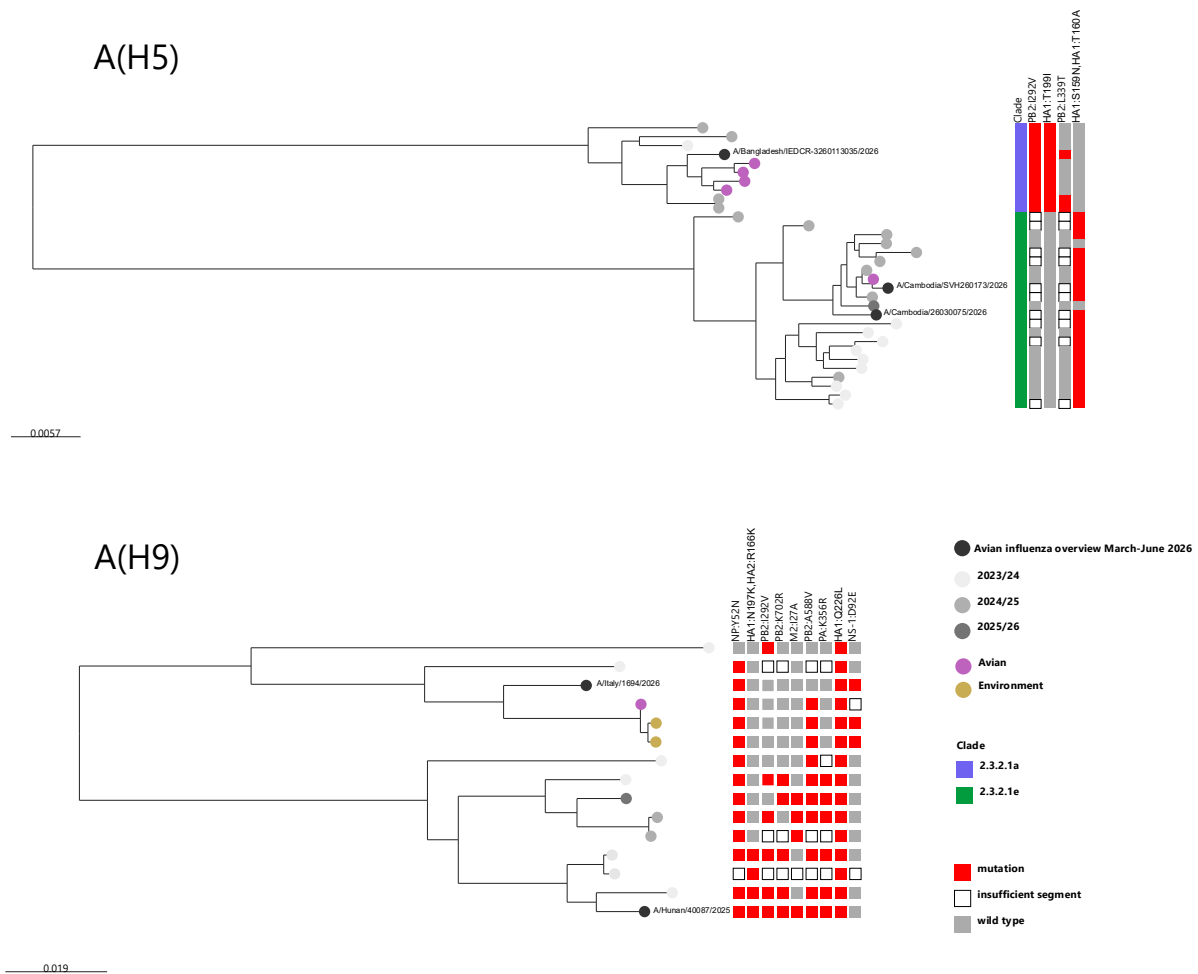 A(H5)
Clade
PB2:I292V
HA1:T199I
PB2:L339T
HA1:S159N,HA1:T160A
A/Bangladesh/IEDCR-3260113035/2026
A/Cambodia/SVH260173/2026
A/Cambodia/26030075/2026
0.0057
A(H9)
NP:Y52N
HA1:N197K,HA2:R166K
PB2:I292V
PB2:K702R
M2:I27A
PB2:A588V
PA:K356R
HA1:Q226L
NS-1:D92E
A/Italy/1694/2026
A/Hunan/40087/2025
0.019
Avian influenza overview March-June 2026
2023/24
2024/25
2025/26
Avian
Environment
Clade
2.3.2.1a
2.3.2.1e
mutation
insufficient segment
wild type